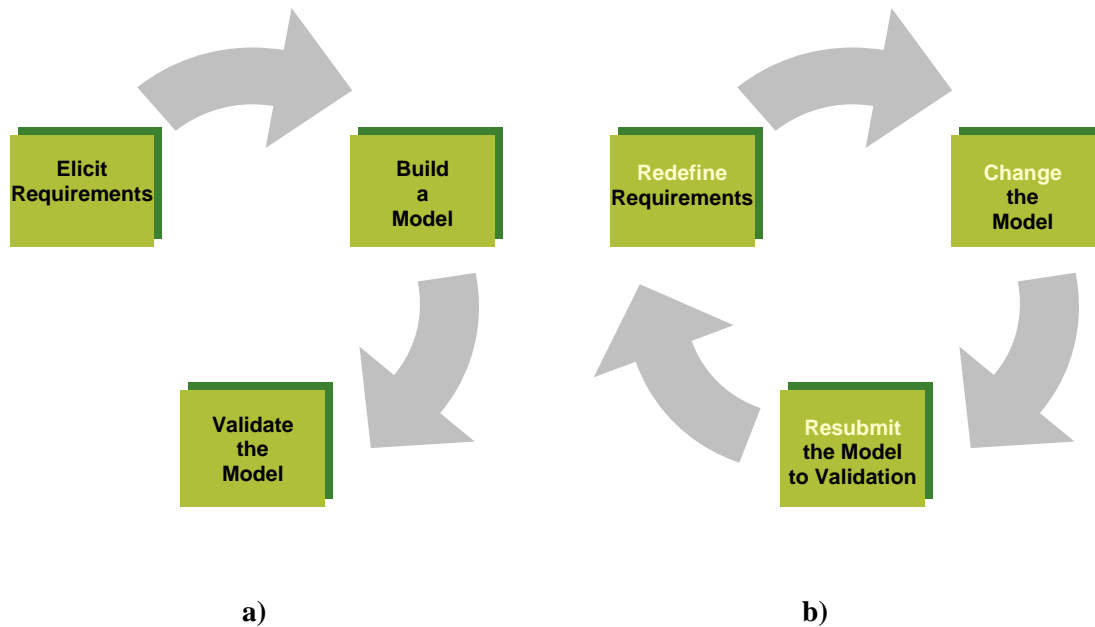 Elicit
Requirements
Build
a
Model
Validate
the
Model
a)
Redefine
Requirements
Change
the
Model
Resubmit
the Model
to Validation
b)